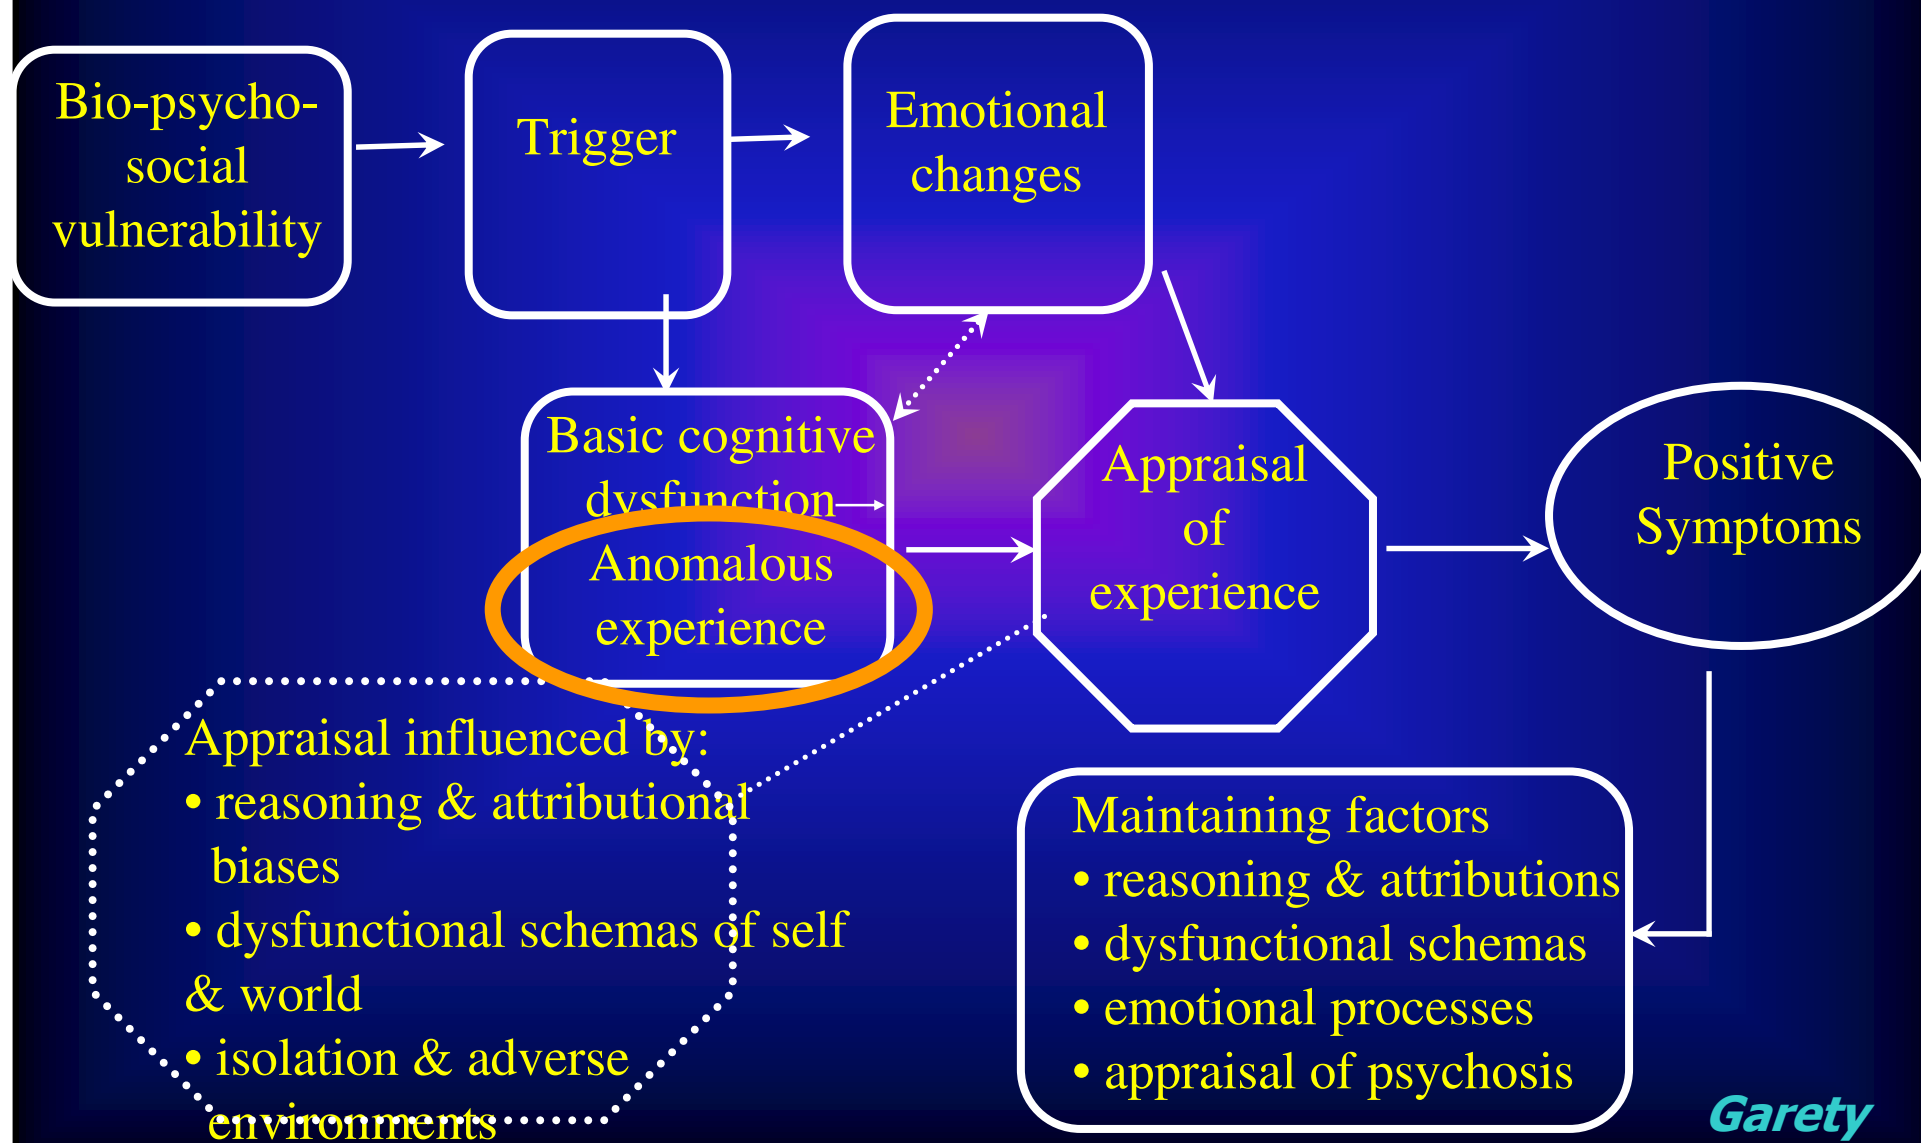 Bio-psycho-
social
vulnerability
Trigger
Emotional
changes
Basic cognitive
dysfunction
Anomalous
experience
Appraisal
of
experience
Positive
Symptoms
Appraisal influenced by:
• reasoning & attributional
biases
• dysfunctional schemas of self
& world
• isolation & adverse
environments
Maintaining factors
• reasoning & attributions
• dysfunctional schemas
• emotional processes
• appraisal of psychosis
Garety